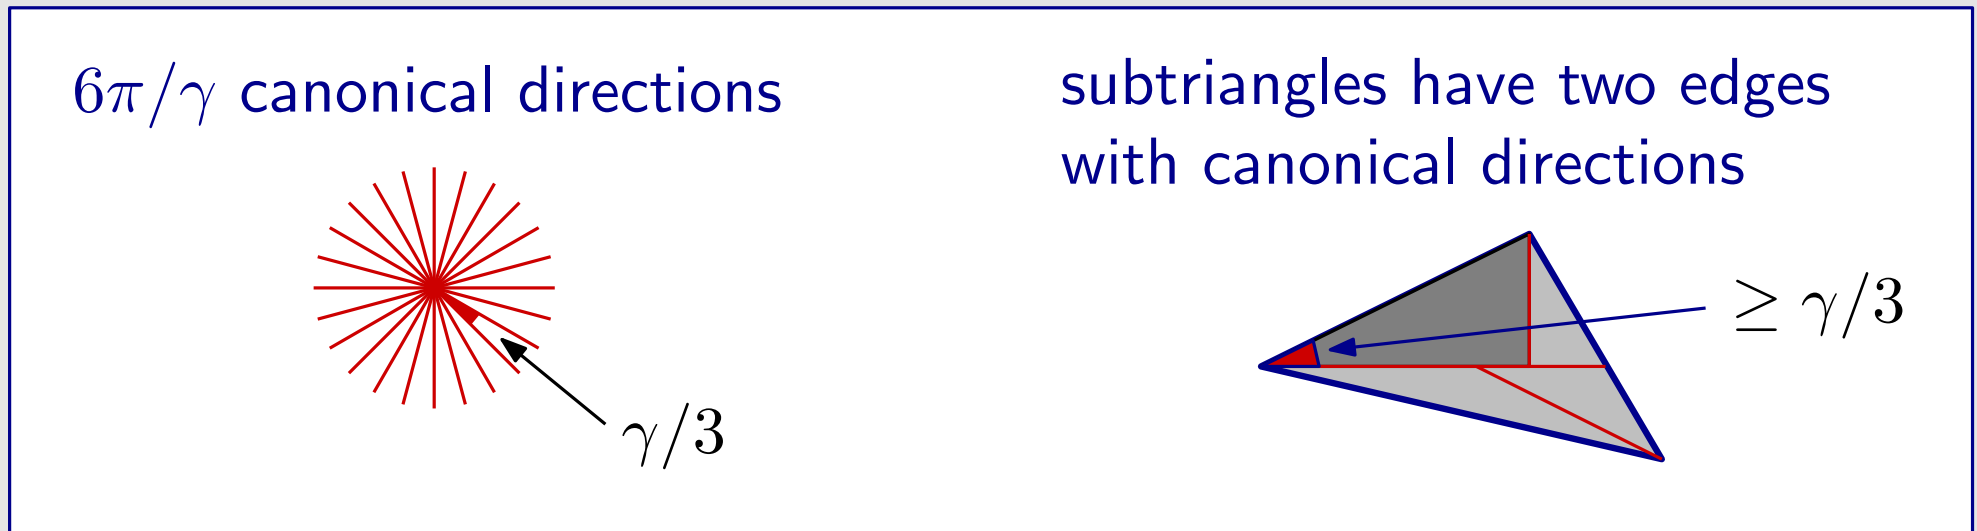 6π/γ canonical directions
γ/3
subtriangles have two edges
with canonical directions
≥ γ/3